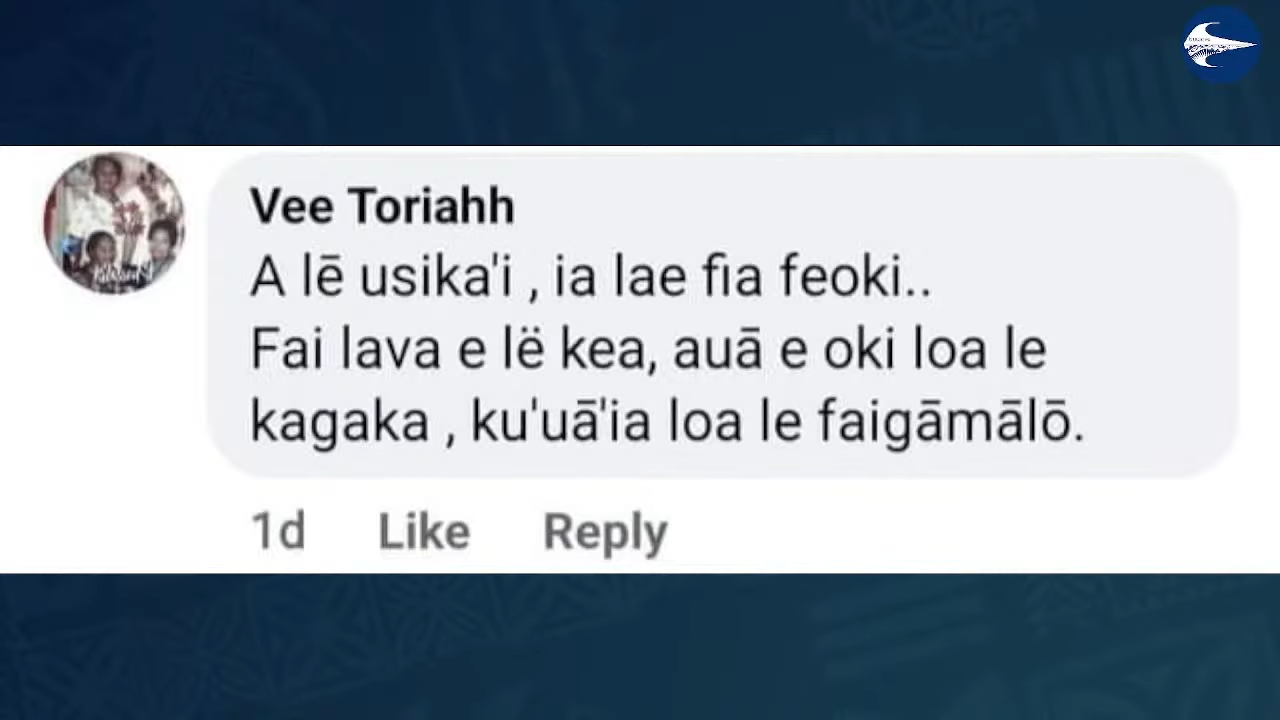 Vee Toriahh
A lē usika'i , ia lae fia feoki..
Fai lava e lë kea, auā e oki loa le
kagaka , ku'uā'ia loa le faigāmālō.
1d Like Reply